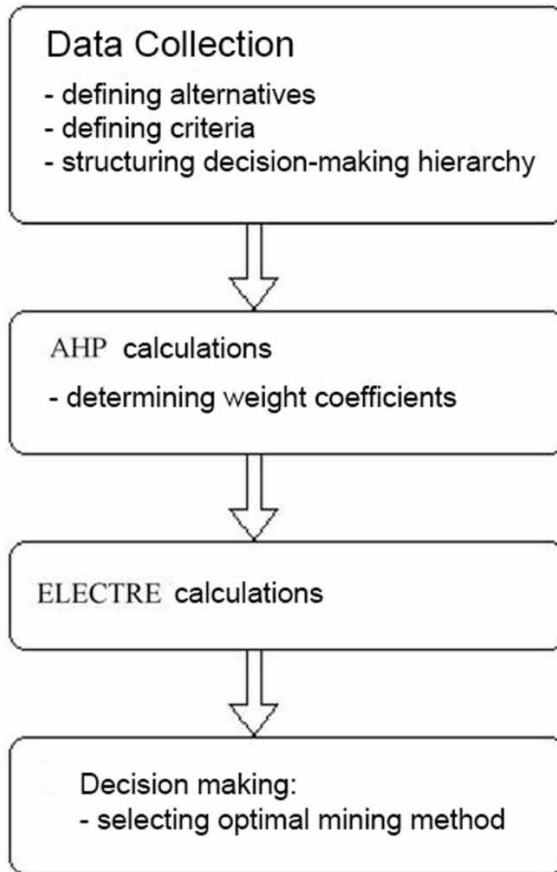 Data Collection
- defining alternatives
- defining criteria
- structuring decision-making hierarchy
AHP calculations
- determining weight coefficients
ELECTRE calculations
Decision making:
- selecting optimal mining method